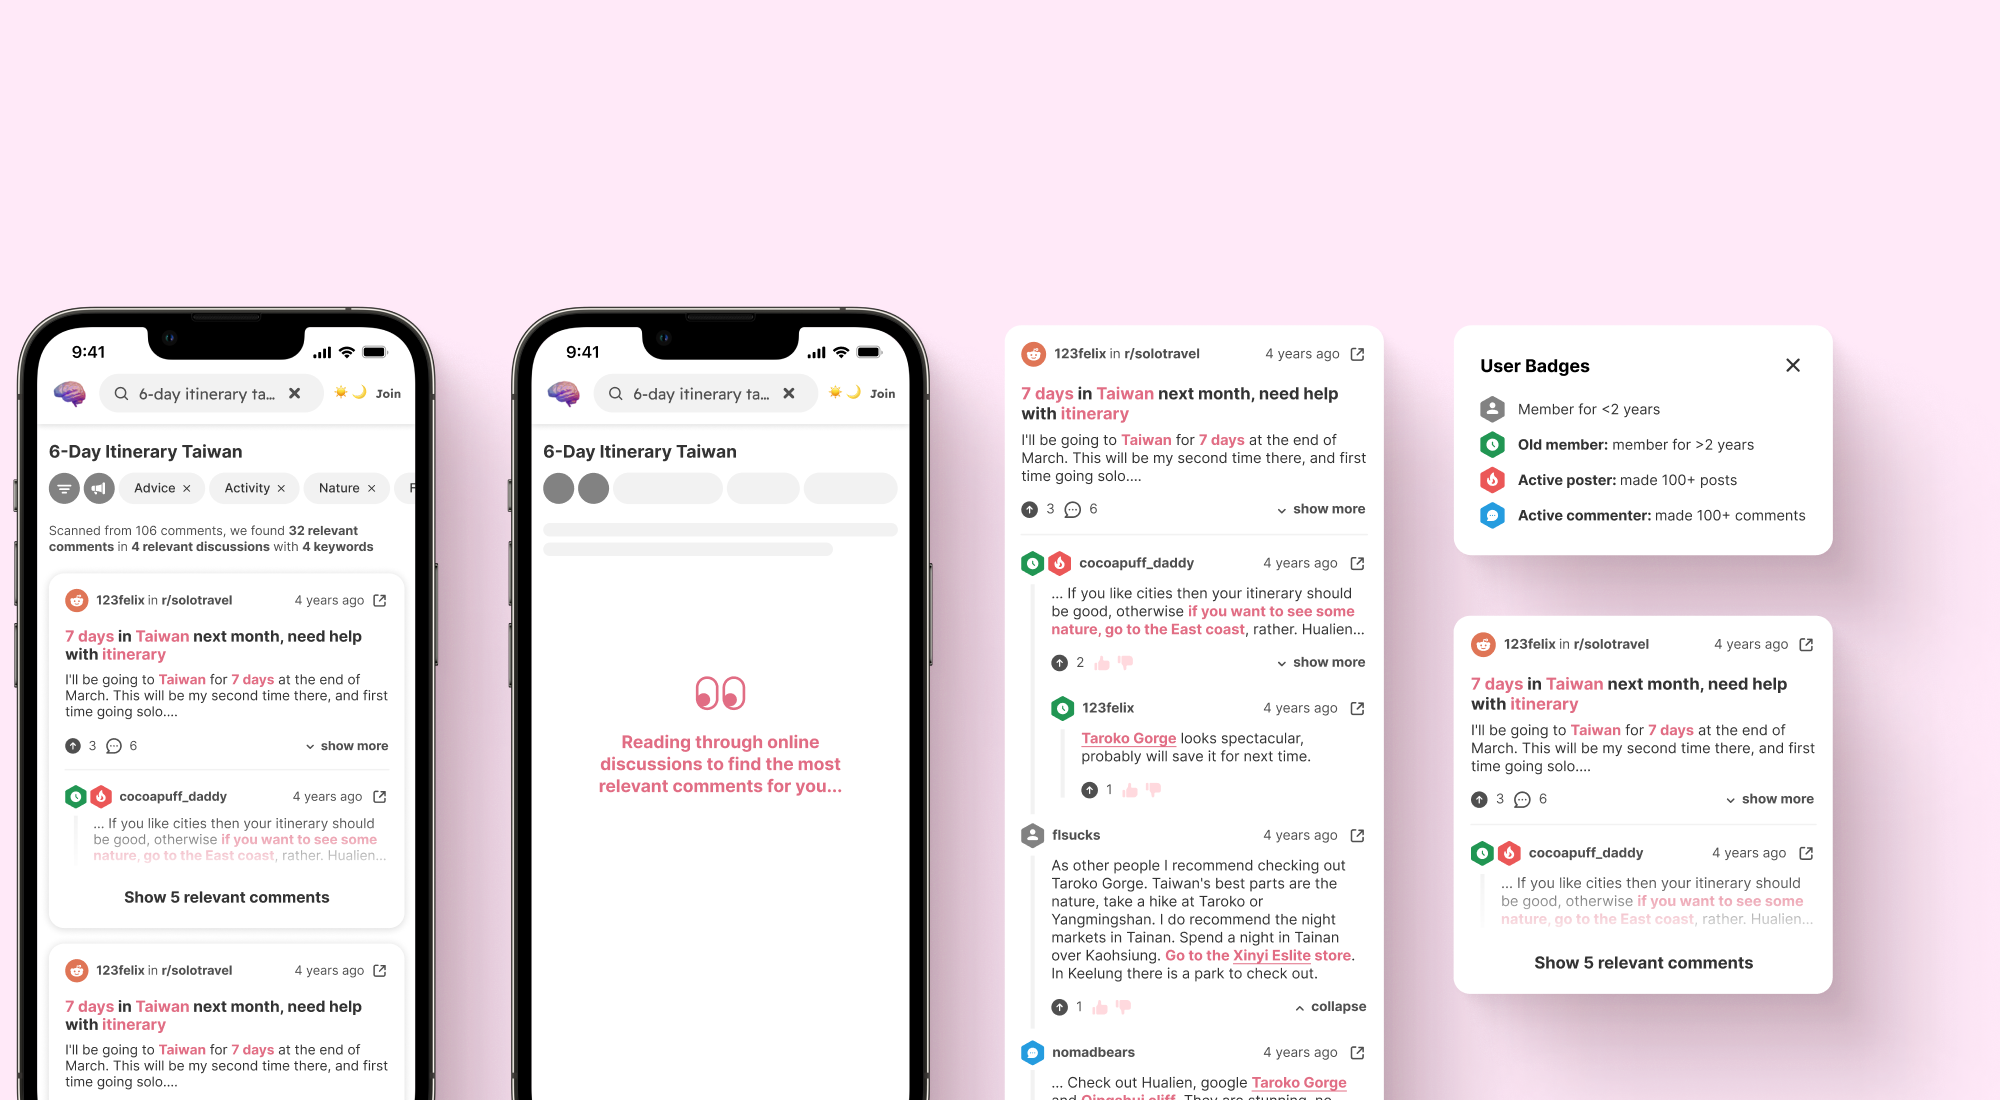 9:41
6-day itinerary ta...
Join
6-Day Itinerary Taiwan
Advice
Activity
Nature
F
Scanned from 106 comments, we found 32 relevant
comments in 4 relevant discussions with 4 keywords
123felix in r/solotravel
4 years ago
7 days in Taiwan next month, need help
with itinerary
I'll be going to Taiwan for 7 days at the end of
March. This will be my second time there, and first
time going solo....
3
6
show more
cocoapuff_daddy
4 years ago
... If you like cities then your itinerary should
be good, otherwise if you want to see some
nature, go to the East coast, rather. Hualien...
Show 5 relevant comments
123felix in r/solotravel
4 years ago
7 days in Taiwan next month, need help
with itinerary
I'll be going to Taiwan for 7 days at the end of
March. This will be my second time there, and first
time going solo....
9:41
6-day itinerary ta...
Join
6-Day Itinerary Taiwan
Reading through online
discussions to find the most
relevant comments for you...
123felix in r/solotravel
4 years ago
7 days in Taiwan next month, need help
with itinerary
I'll be going to Taiwan for 7 days at the end of
March. This will be my second time there, and first
time going solo....
3
6
show more
cocoapuff_daddy
4 years ago
... If you like cities then your itinerary should
be good, otherwise if you want to see some
nature, go to the East coast, rather. Hualien...
2
show more
123felix
4 years ago
Taroko Gorge looks spectacular,
probably will save it for next time.
1
flsucks
4 years ago
As other people I recommend checking out
Taroko Gorge. Taiwan's best parts are the
nature, take a hike at Taroko or
Yangmingshan. I do recommend the night
markets in Tainan. Spend a night in Tainan
over Kaohsiung. Go to the Xinyi Eslite store.
In Keelung there is a park to check out.
1
collapse
nomadbears
4 years ago
... Check out Hualien, google Taroko Gorge
and Qingshui cliff. They are stunning, no
User Badges
Member for <2 years
Old member: member for >2 years
Active poster: made 100+ posts
Active commenter: made 100+ comments
123felix in r/solotravel
4 years ago
7 days in Taiwan next month, need help
with itinerary
I'll be going to Taiwan for 7 days at the end of
March. This will be my second time there, and first
time going solo....
3
6
show more
cocoapuff_daddy
4 years ago
... If you like cities then your itinerary should
be good, otherwise if you want to see some
nature, go to the East coast, rather. Hualien...
Show 5 relevant comments